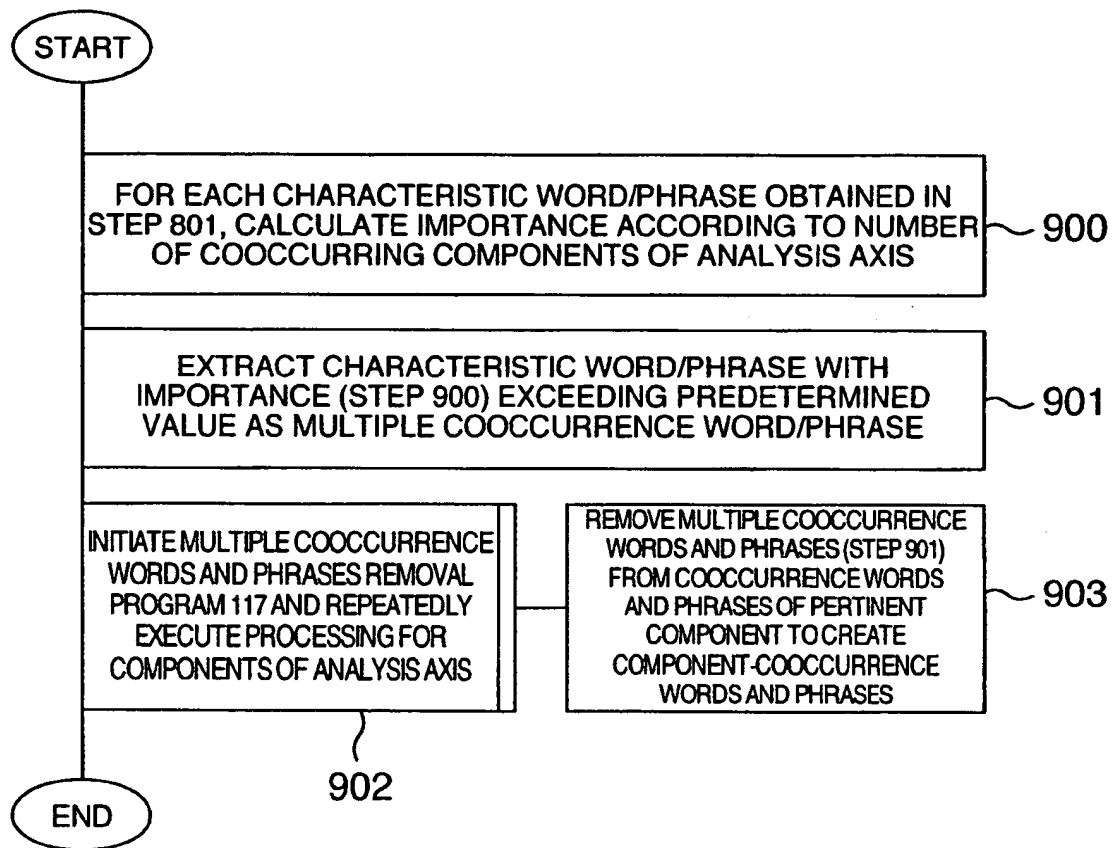 START
FOR EACH CHARACTERISTIC WORD/PHRASE OBTAINED IN
STEP 801, CALCULATE IMPORTANCE ACCORDING TO NUMBER
OF COOCCURRING COMPONENTS OF ANALYSIS AXIS
900
EXTRACT CHARACTERISTIC WORD/PHRASE WITH
IMPORTANCE (STEP 900) EXCEEDING PREDETERMINED
VALUE AS MULTIPLE COOCCURRENCE WORD/PHRASE
901
INITIATE MULTIPLE COOCCURRENCE
WORDS AND PHRASES REMOVAL
PROGRAM 117 AND REPEATEDLY
EXECUTE PROCESSING FOR
COMPONENTS OF ANALYSIS AXIS
902
REMOVE MULTIPLE COOCCURRENCE
WORDS AND PHRASES (STEP 901)
FROM COOCCURRENCE WORDS
AND PHRASES OF PERTINENT
COMPONENT TO CREATE
COMPONENT-COOCCURRENCE
WORDS AND PHRASES
903
END